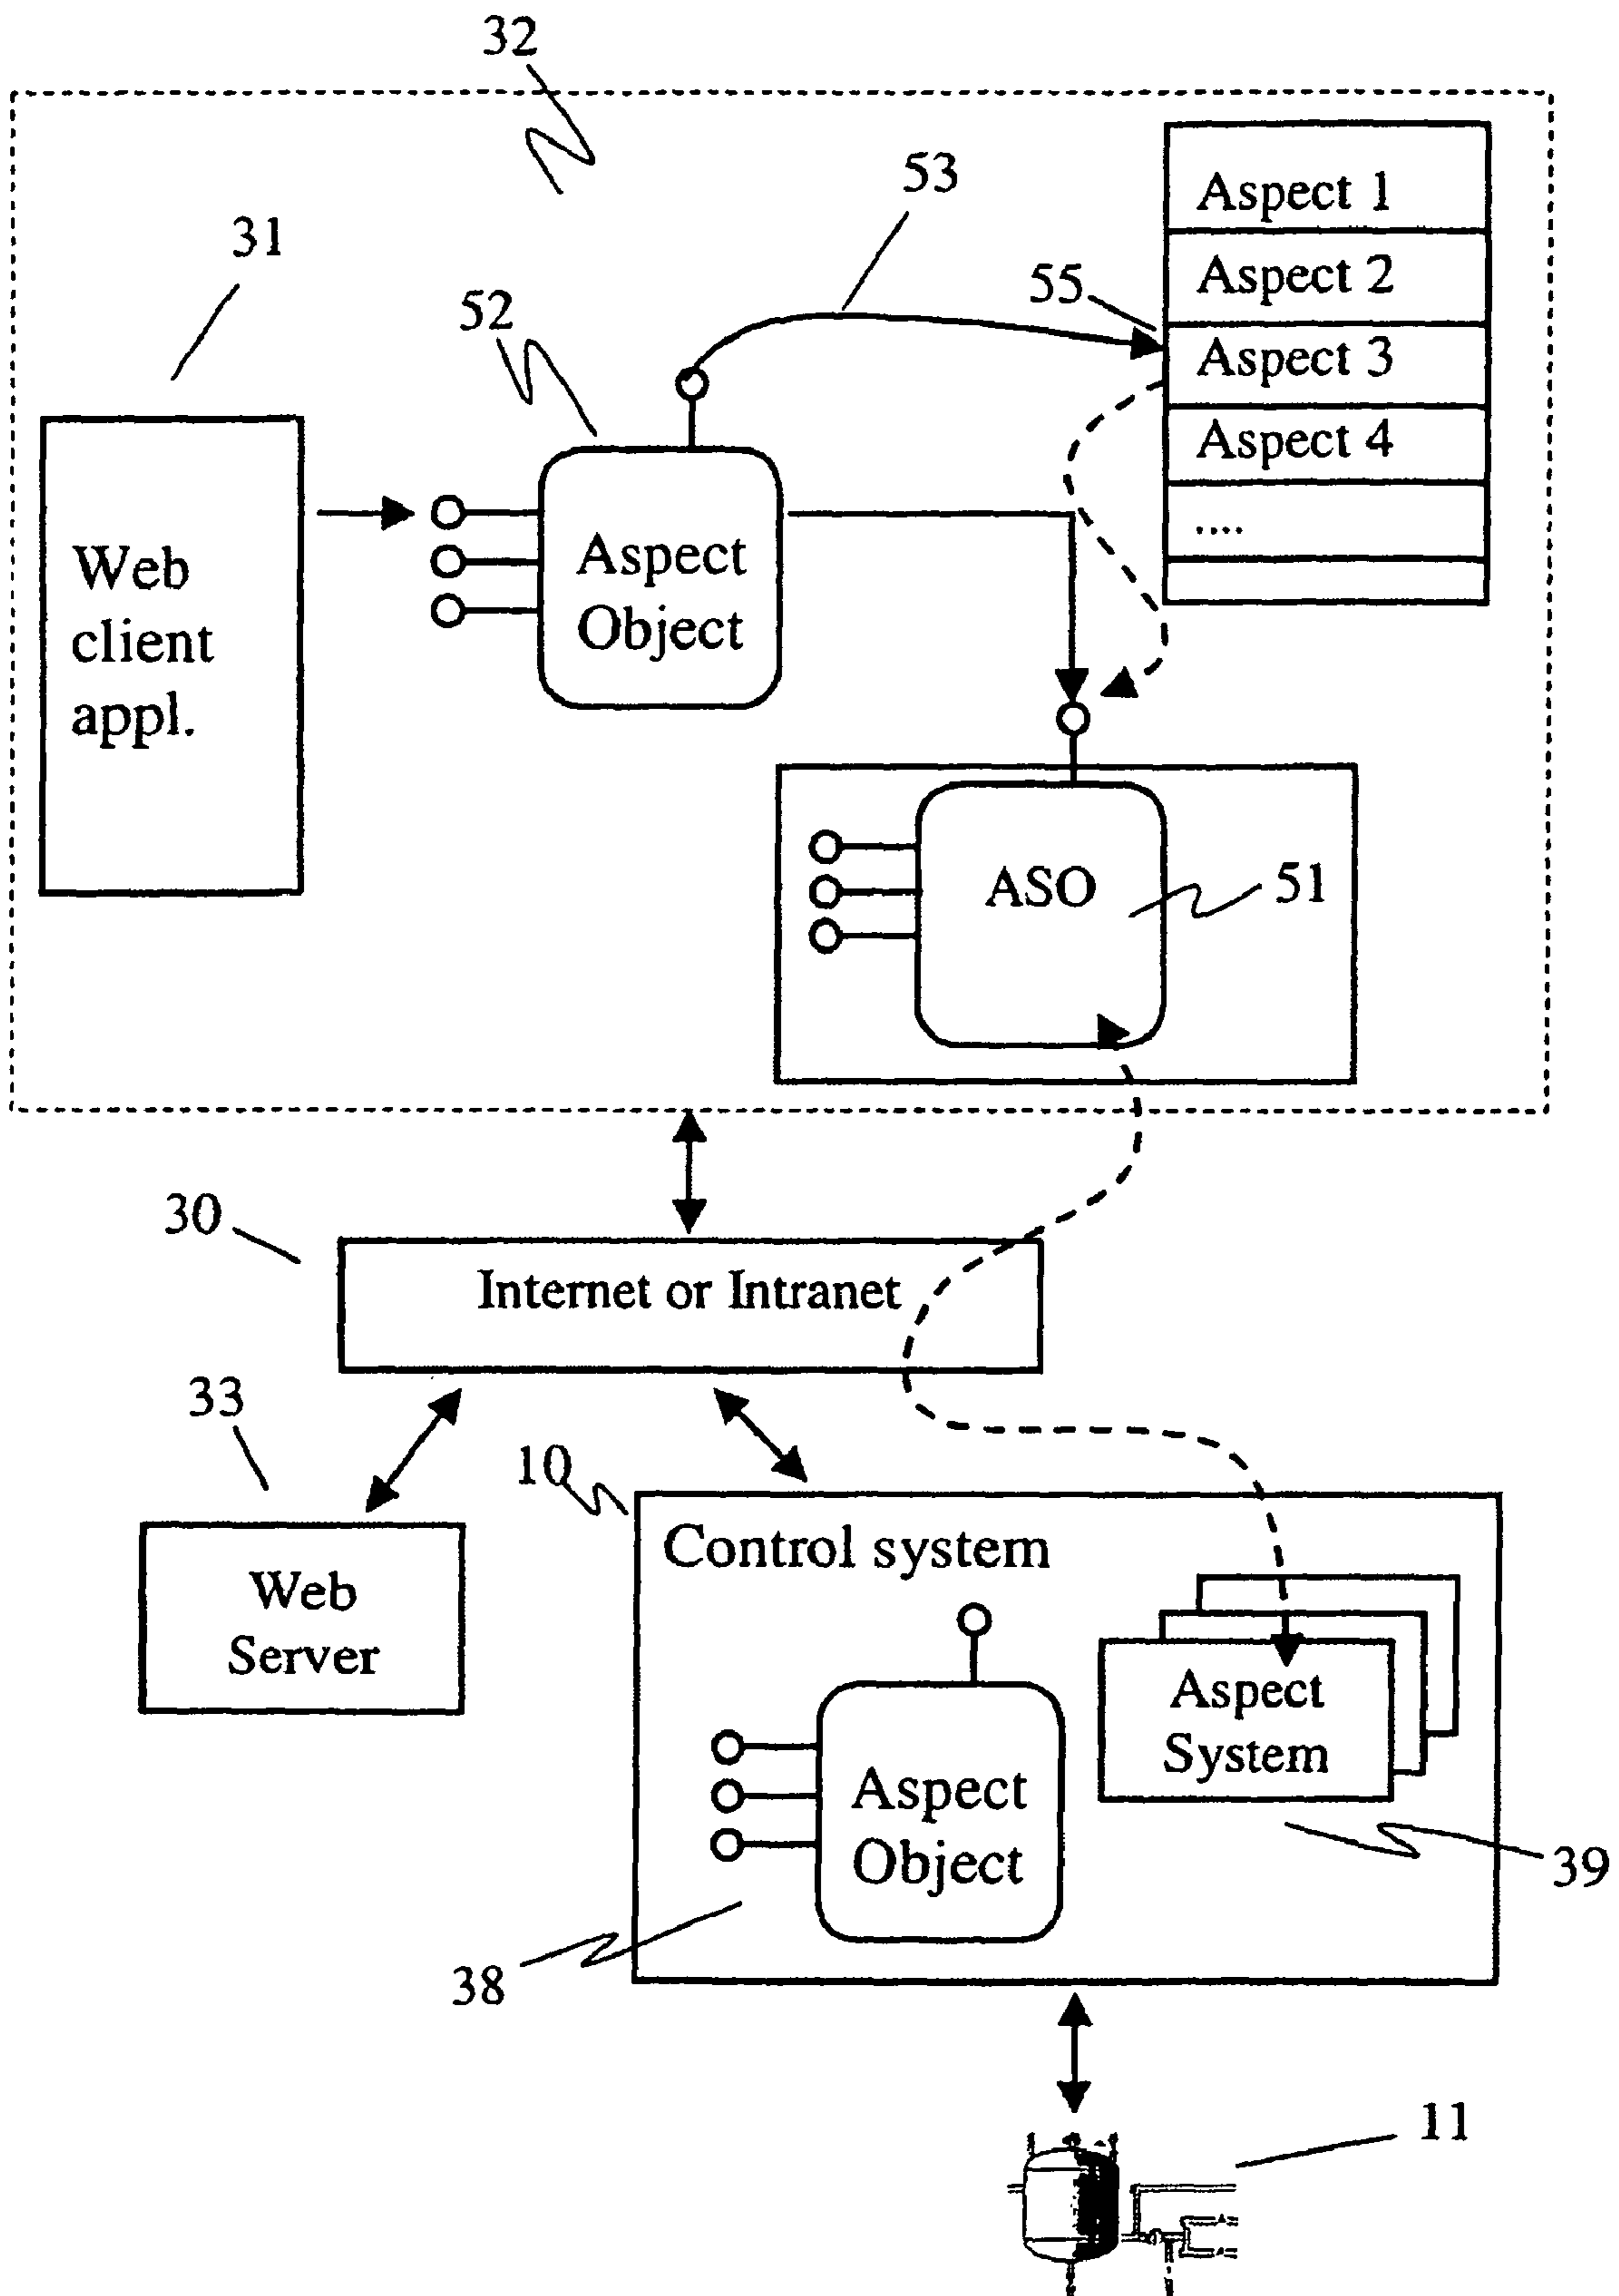 32
53
Aspect 1
31
55
Aspect 2
52
Aspect 3
Aspect 4
....
Web
client
appl.
Aspect
Object
ASO
51
30
Internet or Intranet
33
10
Control system
Web
Server
Aspect
System
Aspect
Object
39
38
11